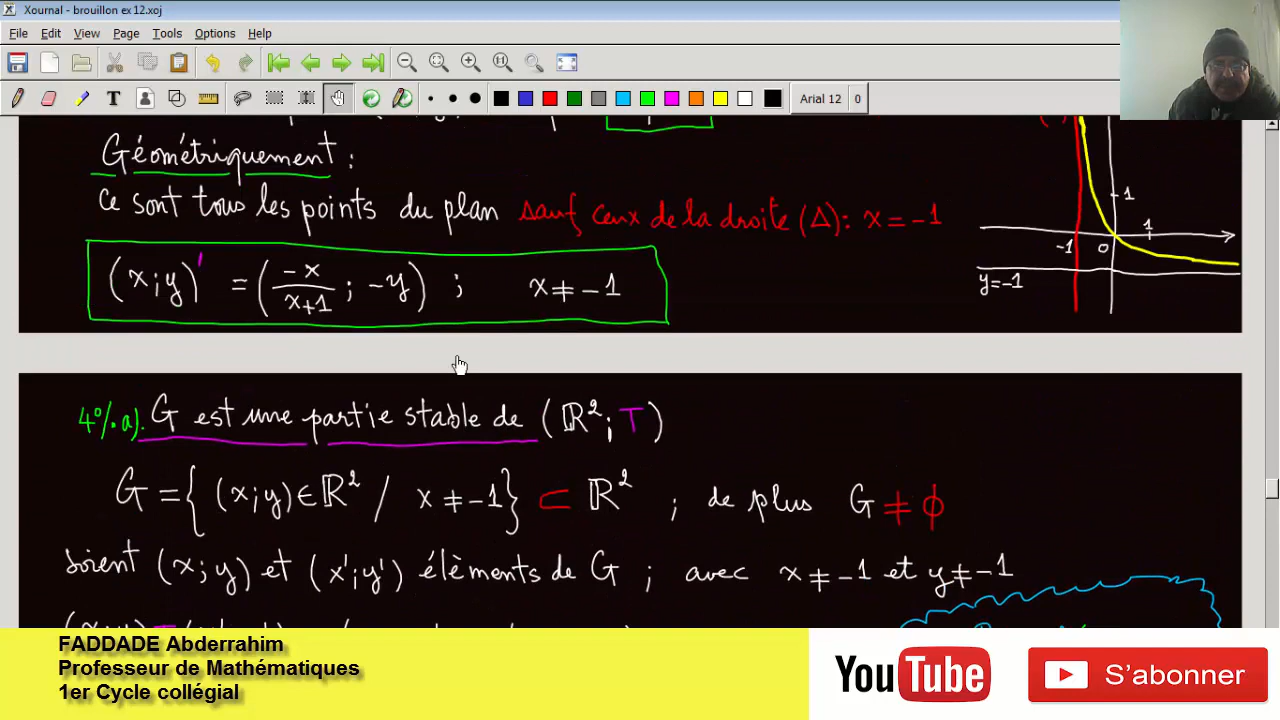 Xournal - brouillon ex12.xoj
File Edit View Page Tools Options Help
Arial 12 0
Géométriquement :
ce sont tous les points du plan sauf ceux de la droite (Δ): x = -1
(x;y)' = (-x/x+1 ; -y) ; x ≠ -1
1
1
-1 0
y=-1
4°/.a). G est une partie stable de (ℝ²; T)
G = { (x;y) ∈ ℝ² / x ≠ -1 } ⊂ ℝ² ; de plus G ≠ ϕ
soient (x;y) et (x';y') élèments de G ; avec x ≠ -1 et y ≠ -1
FADDADE Abderrahim
Professeur de Mathématiques
1er Cycle collégial
YouTube
S'abonner